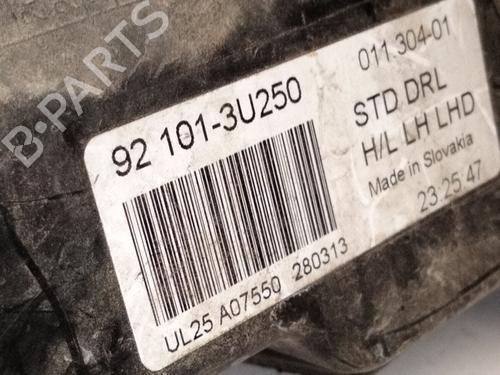 B-PARTS
92 101-3U250
UL25 A07550 280313
011.304-01
STD DRL
H/L LH LHD
Made in Slovakia
23:25:47